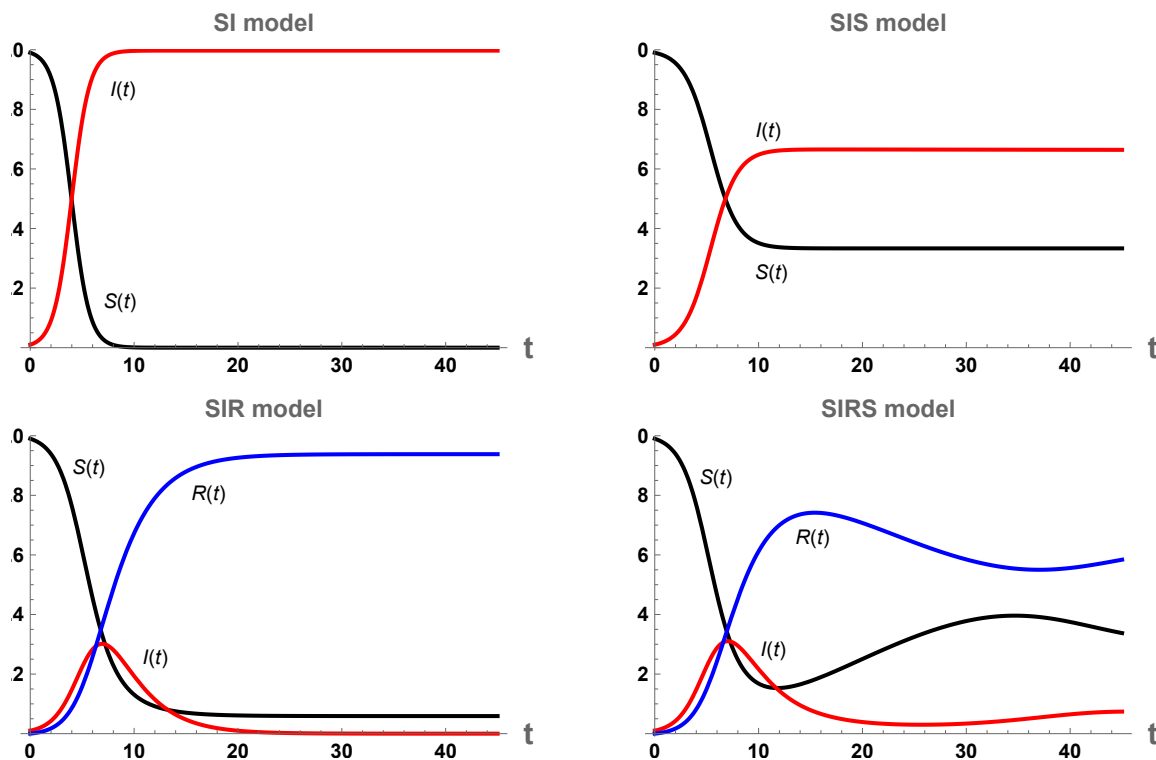 SI model
.0
.8
.6
.4
.2
I(t)
S(t)
0 10 20 30 40 t
SIS model
0
.8
.6
.4
.2
I(t)
S(t)
0 10 20 30 40 t
SIR model
.0
.8
.6
.4
.2
S(t)
R(t)
I(t)
0 10 20 30 40 t
SIRS model
0
.8
.6
.4
.2
S(t)
R(t)
I(t)
0 10 20 30 40 t